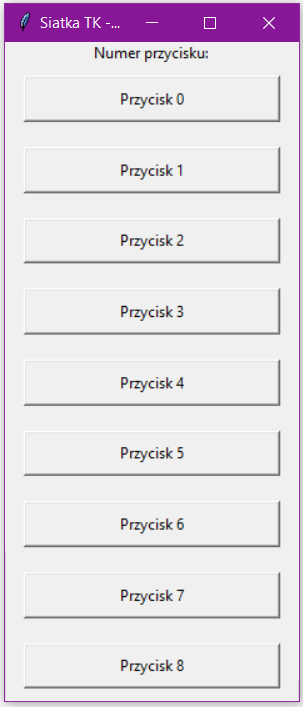 Siatka TK -...
Numer przycisku:
Przycisk 0
Przycisk 1
Przycisk 2
Przycisk 3
Przycisk 4
Przycisk 5
Przycisk 6
Przycisk 7
Przycisk 8